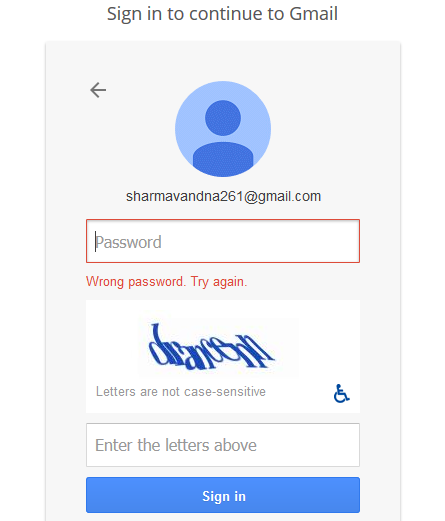 Sign in to continue to Gmail
sharmavandna261@gmail.com
Password
Wrong password. Try again.
Letters are not case-sensitive
Enter the letters above
Sign in